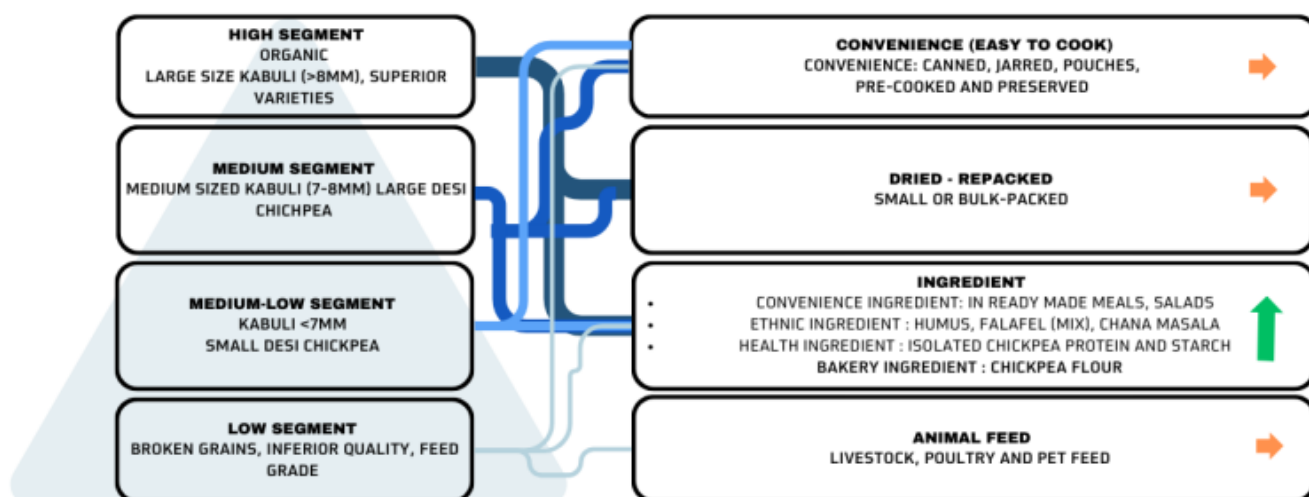 HIGH SEGMENT
ORGANIC
LARGE SIZE KABULI (>8MM), SUPERIOR
VARIETIES
MEDIUM SEGMENT
MEDIUM SIZED KABULI (7-8MM) LARGE DESI
CHICHPEA
MEDIUM-LOW SEGMENT
KABULI <7MM
SMALL DESI CHICKPEA
LOW SEGMENT
BROKEN GRAINS, INFERIOR QUALITY, FEED
GRADE
CONVENIENCE (EASY TO COOK)
CONVENIENCE: CANNED, JARRED, POUCHES,
PRE-COOKED AND PRESERVED
DRIED - REPACKED
SMALL OR BULK-PACKED
INGREDIENT
• CONVENIENCE INGREDIENT: IN READY MADE MEALS, SALADS
• ETHNIC INGREDIENT : HUMUS, FALAFEL (MIX), CHANA MASALA
• HEALTH INGREDIENT : ISOLATED CHICKPEA PROTEIN AND STARCH
BAKERY INGREDIENT : CHICKPEA FLOUR
ANIMAL FEED
LIVESTOCK, POULTRY AND PET FEED